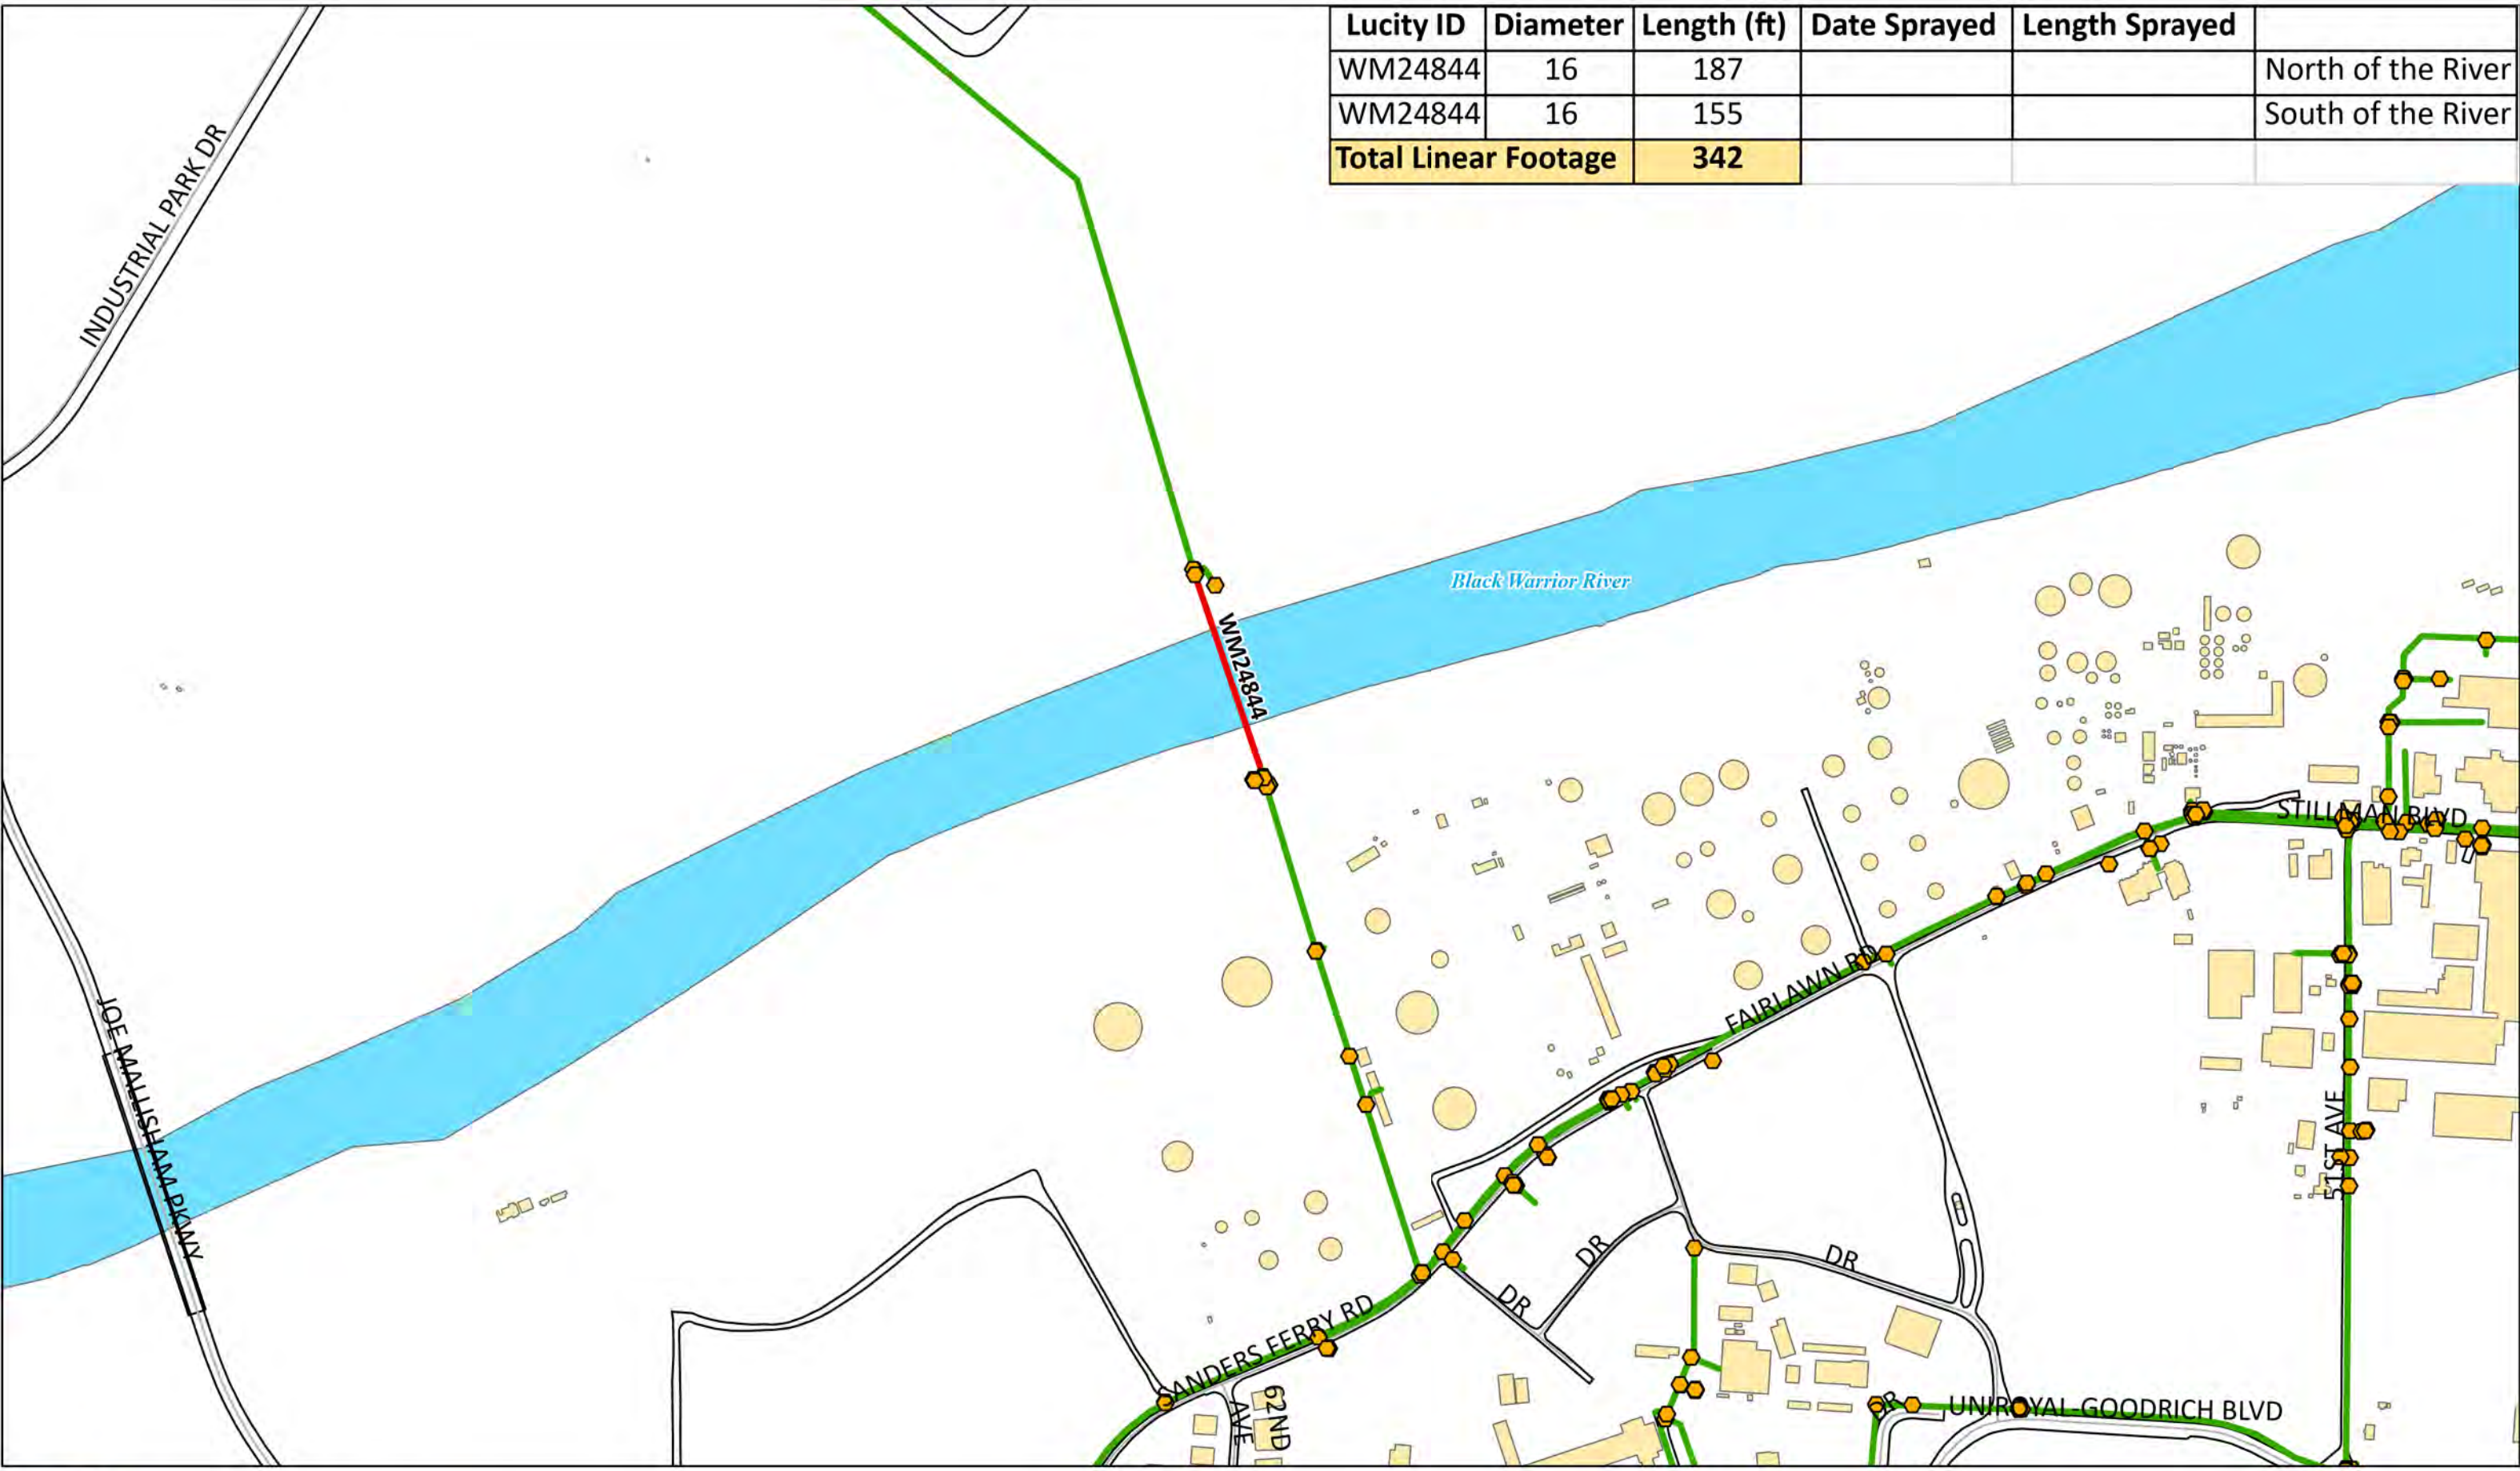 Lucity ID Diameter Length (ft) Date Sprayed Length Sprayed
WM24844 16 187 North of the River
WM24844 16 155 South of the River
Total Linear Footage 342
INDUSTRIAL PARK DR
Black Warrior River
WM24844
STILLMAN BLVD
FAIRLAWN RD
JOE MALLISHAM PKWY
51ST AVE
DR
DR
DR
SANDERS FERRY RD
62ND
AVE
DR
UNIROYAL-GOODRICH BLVD